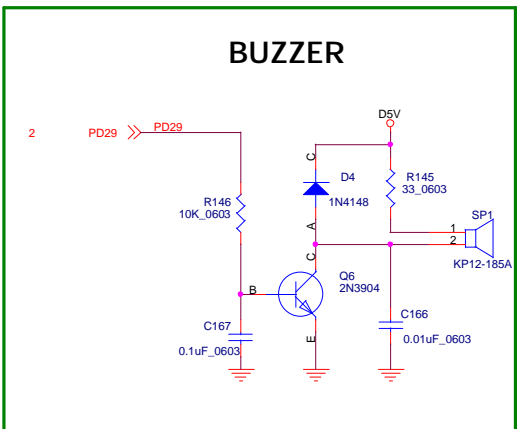 BUZZER
D5V
2 PD29 PD29
C
D4
1N4148
R145
33_0603
R146
10K_0603
A
SP1
1
2
KP12-185A
C
B
Q6
2N3904
E
C167
0.1uF_0603
C166
0.01uF_0603